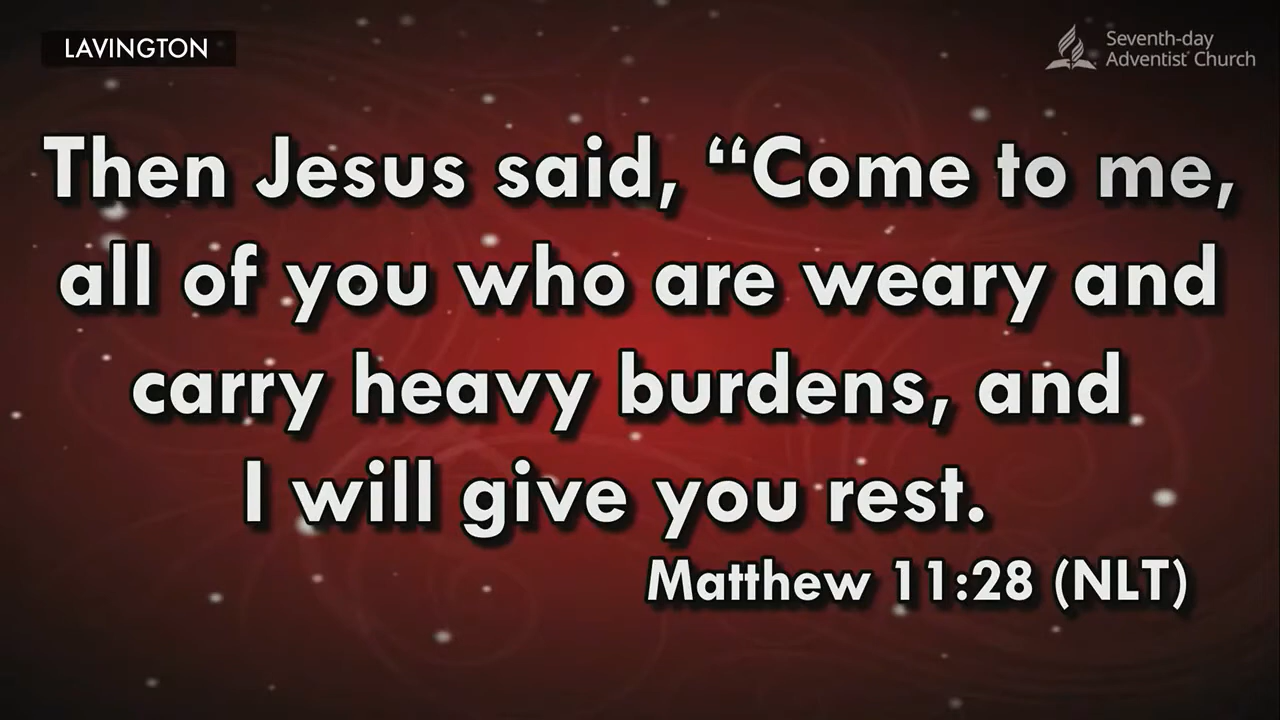 LAVINGTON
Seventh-day
Adventist® Church
Then Jesus said, “Come to me,
all of you who are weary and
carry heavy burdens, and
I will give you rest.
Matthew 11:28 (NLT)